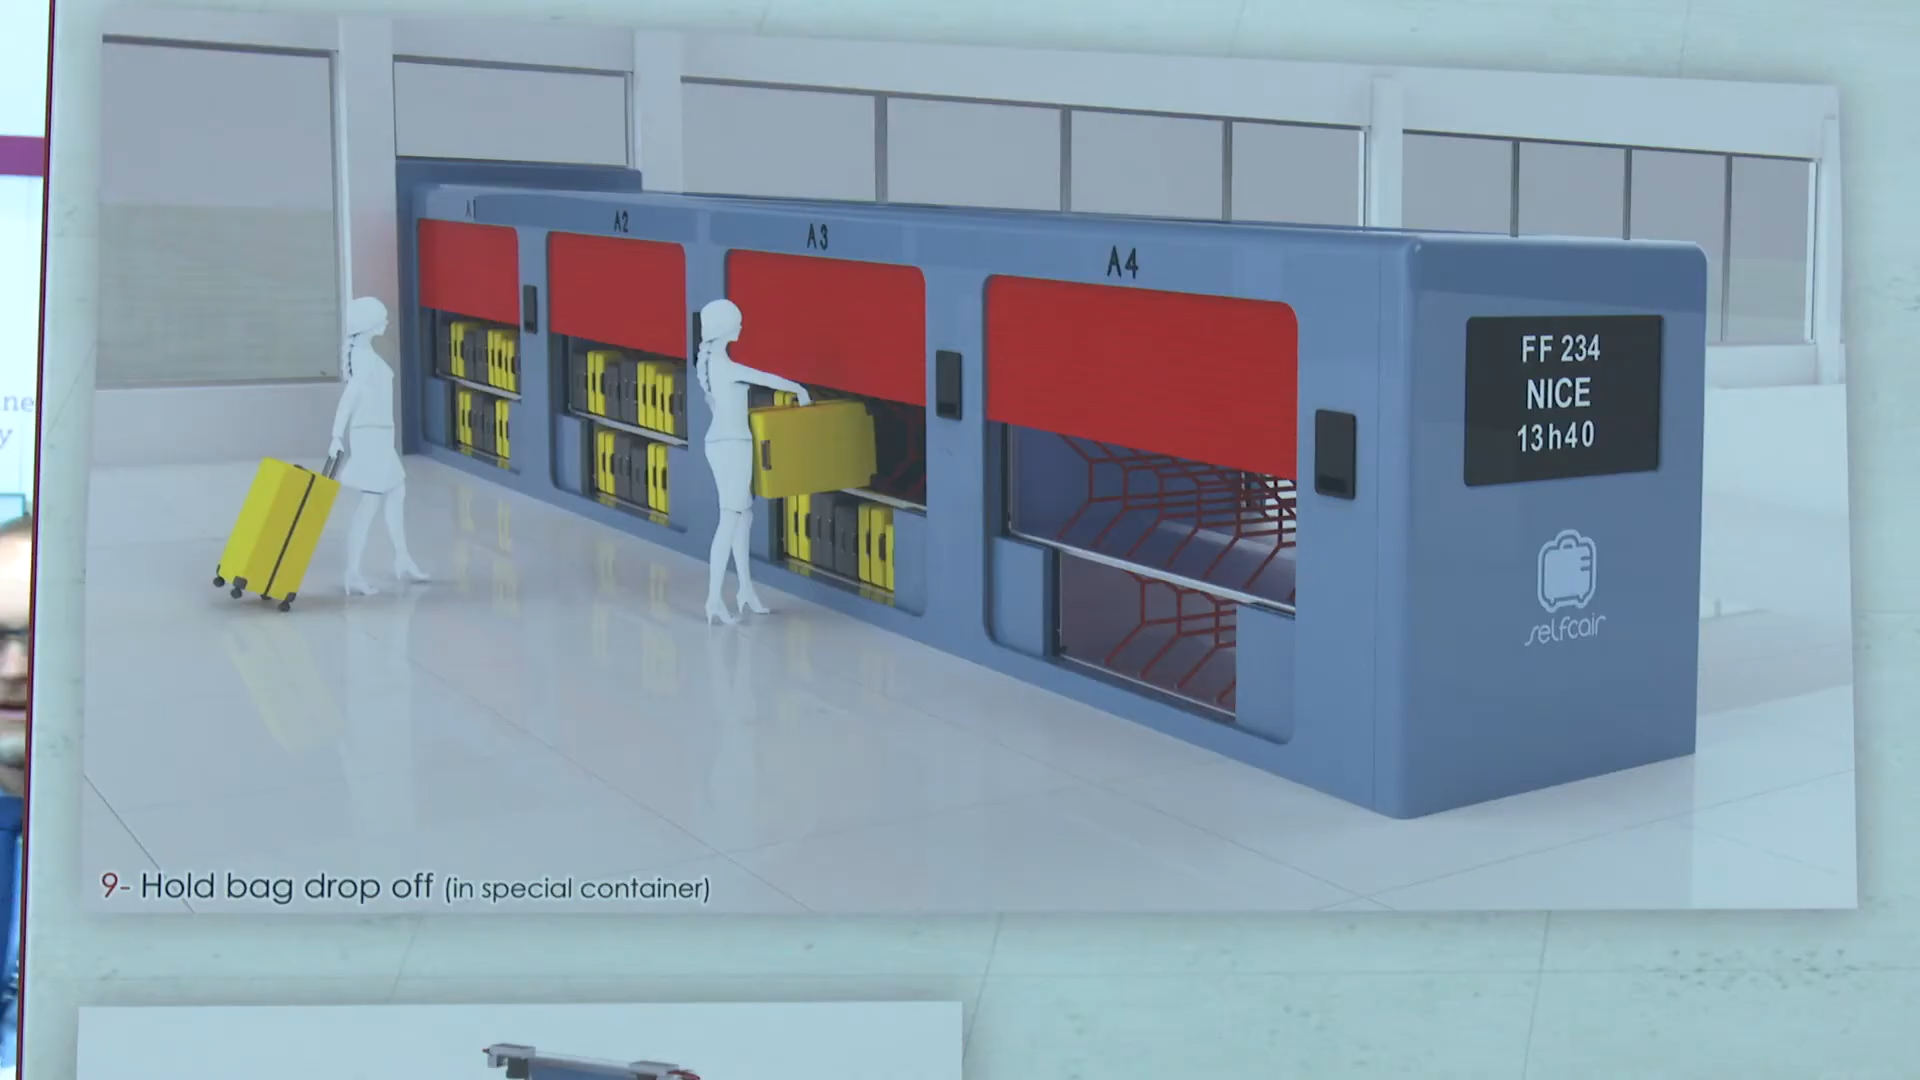 A1
A2
A3
A4
FF 234
NICE
13h40
selfcair
9- Hold bag drop off (in special container)